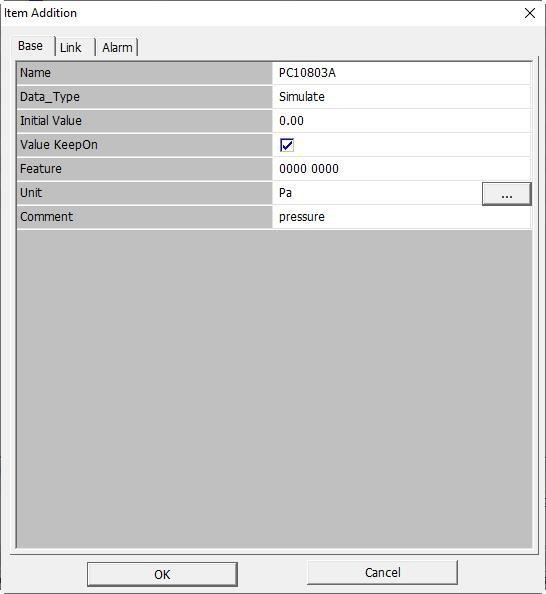 Item Addition
Base Link Alarm
Name PC10803A
Data_Type Simulate
Initial Value 0.00
Value KeepOn
Feature 0000 0000
Unit Pa ...
Comment pressure
OK Cancel